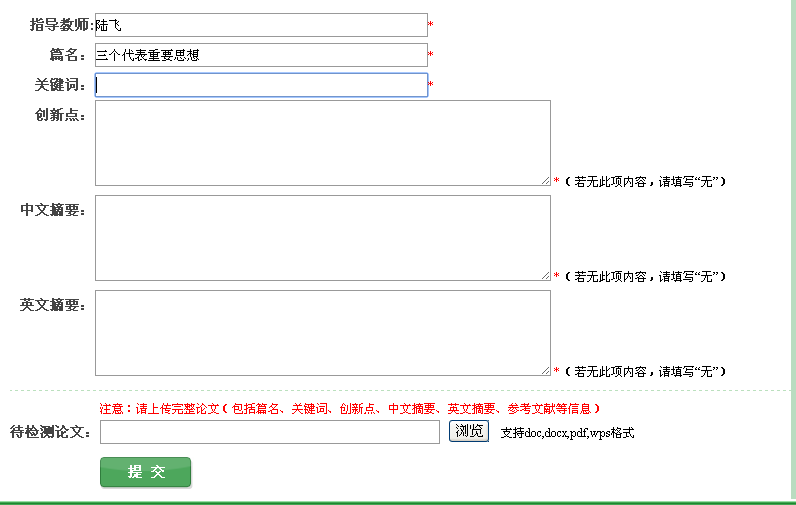 指导教师:陆飞*
篇名：三个代表重要思想*
关键词：*
创新点：
*（若无此项内容，请填写“无”）
中文摘要：
*（若无此项内容，请填写“无”）
英文摘要：
*（若无此项内容，请填写“无”）
注意：请上传完整论文（包括篇名、关键词、创新点、中文摘要、英文摘要、参考文献等信息）
待检测论文：浏览 支持doc,docx,pdf,wps格式
提 交